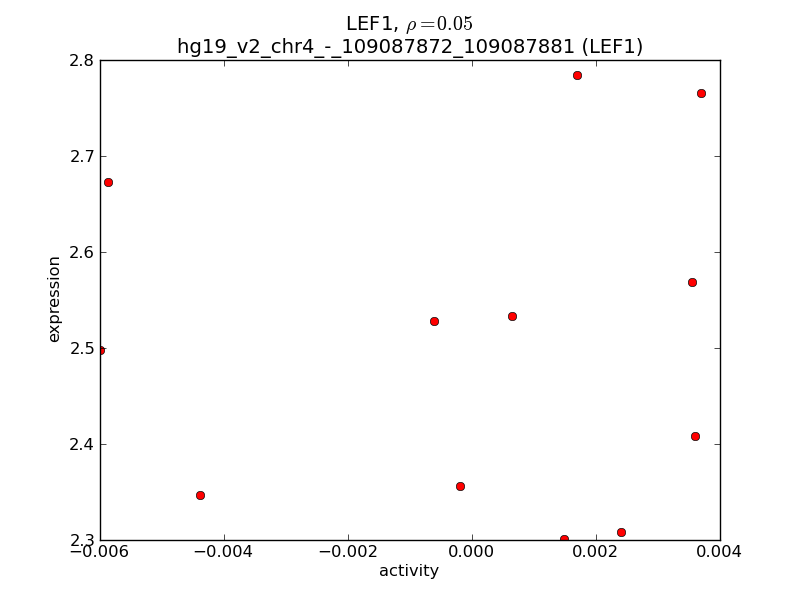 LEF1, ρ=0.05
hg19_v2_chr4_-_109087872_109087881 (LEF1)
2.8
2.7
2.6
2.5
2.4
2.3
expression
−0.006 −0.004 −0.002 0.000 0.002 0.004
activity